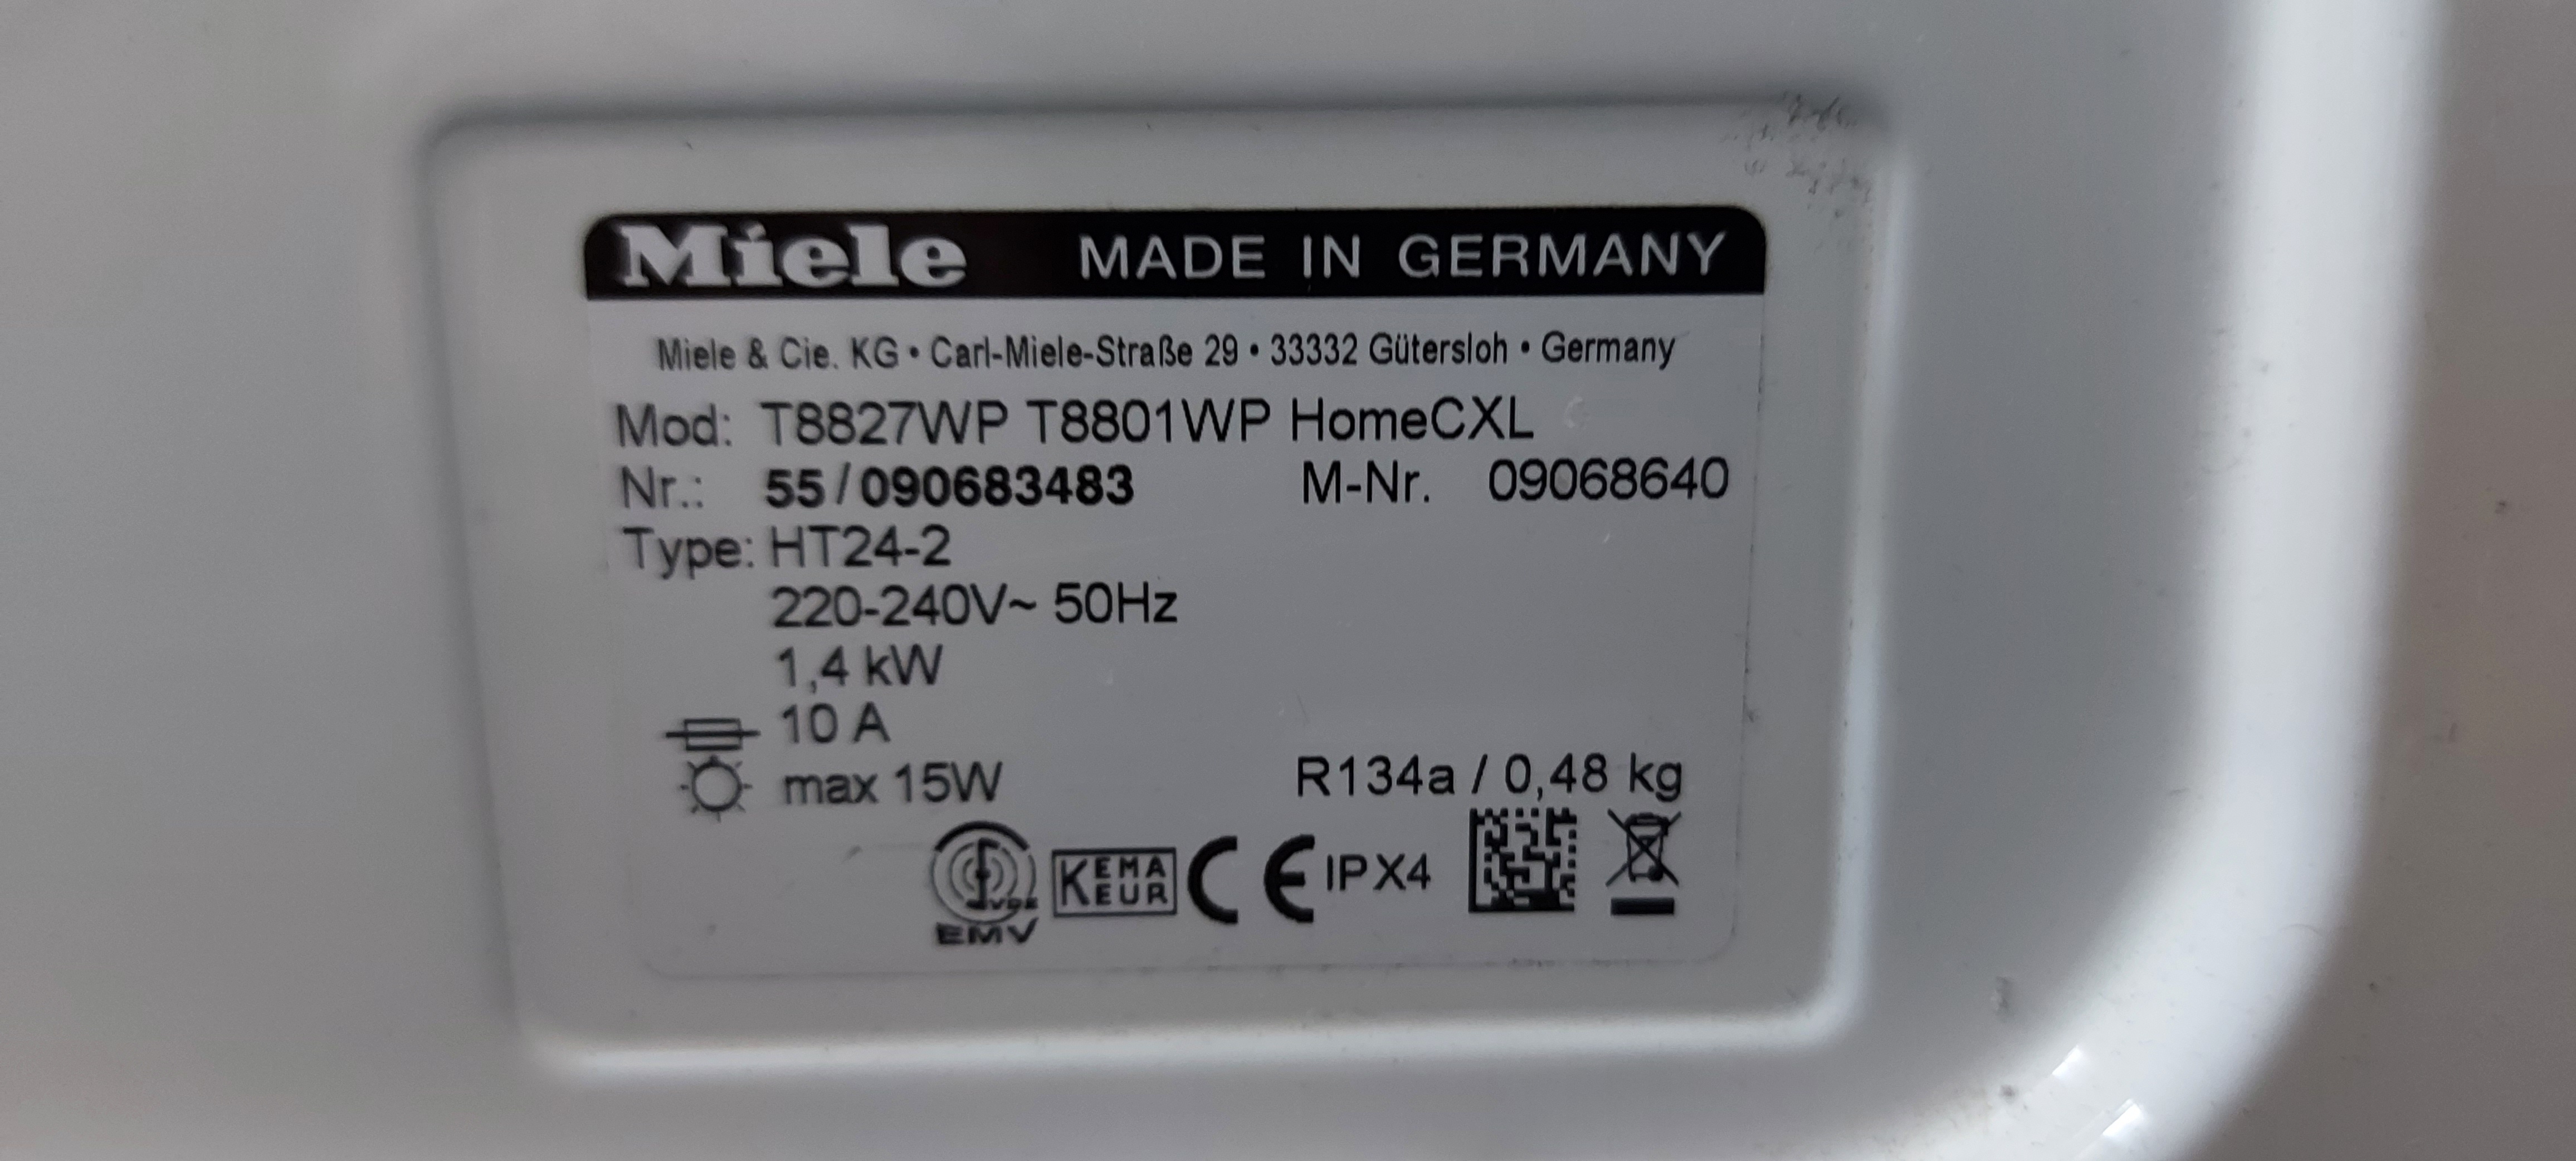 Miele MADE IN GERMANY
Miele & Cie. KG • Carl-Miele-Straße 29 • 33332 Gütersloh • Germany
Mod: T8827WP T8801WP HomeCXL
Nr.: 55/090683483 M-Nr. 09068640
Type: HT24-2
220-240V~ 50Hz
1,4 kW
10 A
max 15W R134a / 0,48 kg
VDE
EMV
KEMA
EUR
CE IPX4